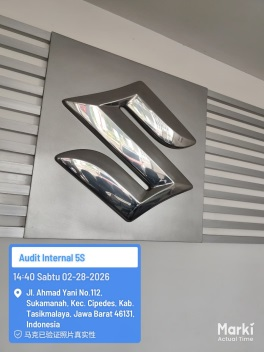 Audit Internal 5S
14:40 Sabtu 02-28-2026
Jl. Ahmad Yani No.112,
Sukamanah, Kec. Cipedes, Kab.
Tasikmalaya, Jawa Barat 46131,
Indonesia
马克已验证照片真实性
Marki
Actual Time